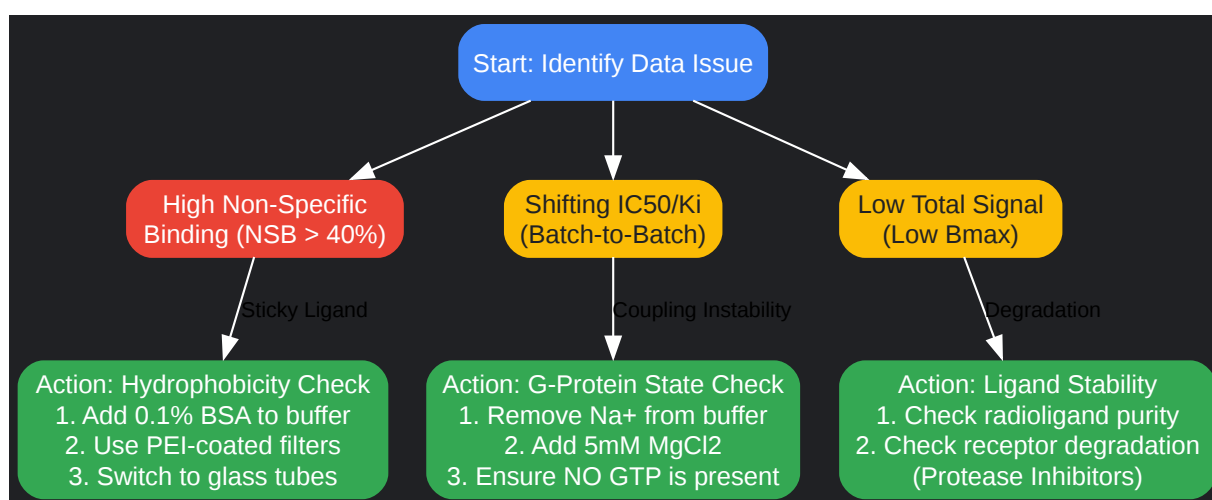 Start: Identify Data Issue
High Non-Specific
Binding (NSB > 40%)
Shifting IC50/Ki
(Batch-to-Batch)
Low Total Signal
(Low Bmax)
Sticky Ligand
Coupling Instability
Degradation
Action: Hydrophobicity Check
1. Add 0.1% BSA to buffer
2. Use PEI-coated filters
3. Switch to glass tubes
Action: G-Protein State Check
1. Remove Na+ from buffer
2. Add 5mM MgCl2
3. Ensure NO GTP is present
Action: Ligand Stability
1. Check radioligand purity
2. Check receptor degradation
(Protease Inhibitors)